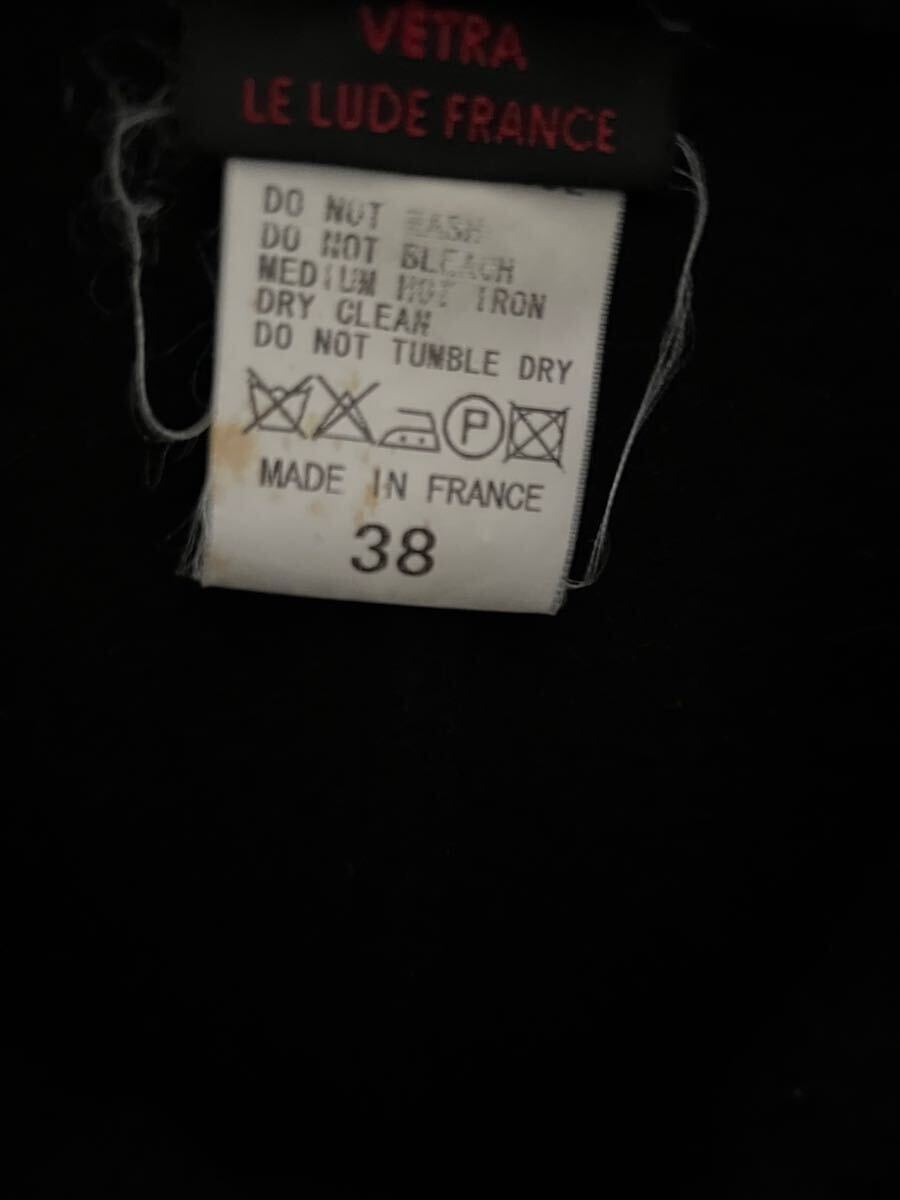 VÊTRA
LE LUDE FRANCE
DO NOT WASH
DO NOT BLEACH
MEDIUM HOT IRON
DRY CLEAN
DO NOT TUMBLE DRY
P
MADE IN FRANCE
38